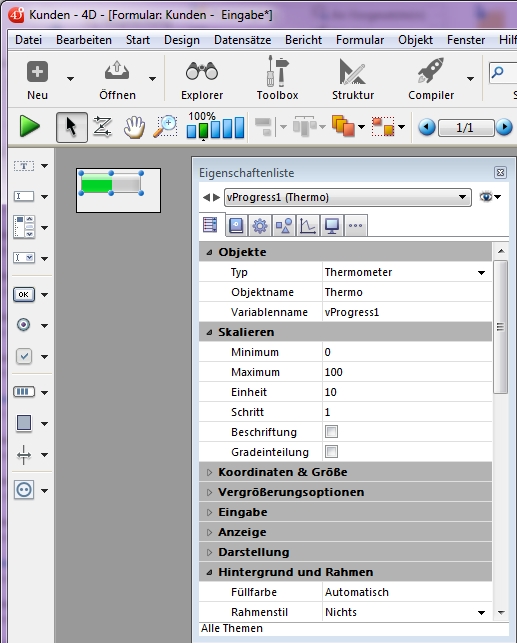 Kunden - 4D - [Formular: Kunden - Eingabe*]
Datei Bearbeiten Start Design Datensätze Bericht Formular Objekt Fenster Hilf
Neu Öffnen Explorer Toolbox Struktur Compiler S
100% 1/1
Eigenschaftenliste
vProgress1 (Thermo)
Objekte
Typ Thermometer
Objektname Thermo
Variablenname vProgress1
Skalieren
Minimum 0
Maximum 100
Einheit 10
Schritt 1
Beschriftung
Gradeinteilung
Koordinaten & Größe
Vergrößerungsoptionen
Eingabe
Anzeige
Darstellung
Hintergrund und Rahmen
Füllfarbe Automatisch
Rahmenstil Nichts
Alle Themen
OK